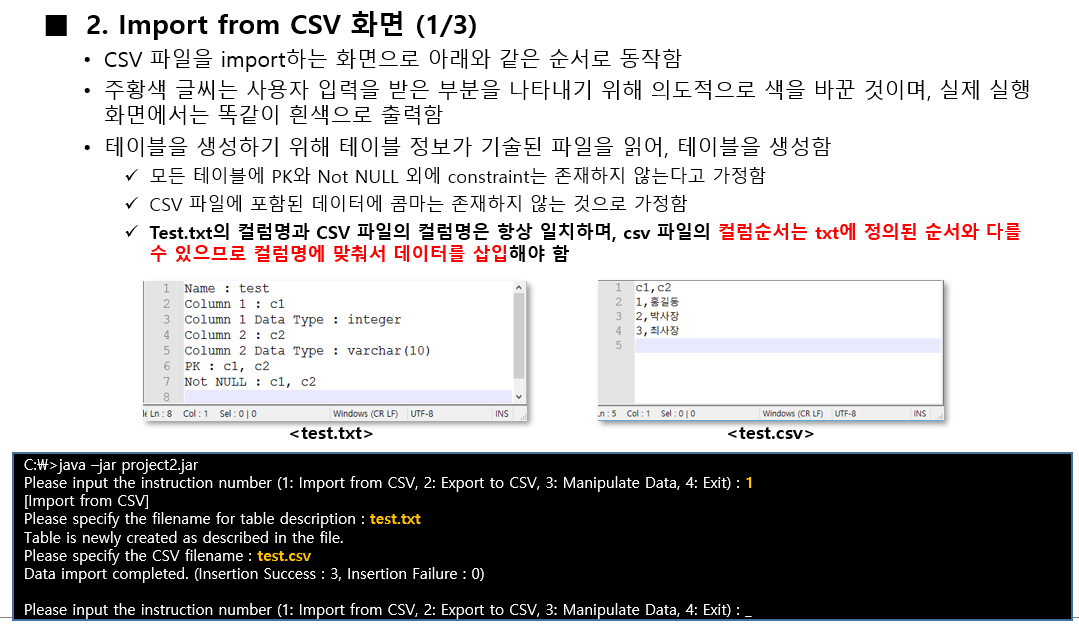 ■ 2. Import from CSV 화면 (1/3)
• CSV 파일을 import하는 화면으로 아래와 같은 순서로 동작함
• 주황색 글씨는 사용자 입력을 받은 부분을 나타내기 위해 의도적으로 색을 바꾼 것이며, 실제 실행
화면에서는 똑같이 흰색으로 출력함
• 테이블을 생성하기 위해 테이블 정보가 기술된 파일을 읽어, 테이블을 생성함
✓ 모든 테이블에 PK와 Not NULL 외에 constraint는 존재하지 않는다고 가정함
✓ CSV 파일에 포함된 데이터에 콤마는 존재하지 않는 것으로 가정함
✓ Test.txt의 컬럼명과 CSV 파일의 컬럼명은 항상 일치하며, csv 파일의 컬럼순서는 txt에 정의된 순서와 다를
수 있으므로 컬럼명에 맞춰서 데이터를 삽입해야 함
1 Name : test
2 Column 1 : c1
3 Column 1 Data Type : integer
4 Column 2 : c2
5 Column 2 Data Type : varchar(10)
6 PK : c1, c2
7 Not NULL : c1, c2
8
Ln : 8 Col : 1 Sel : 0 | 0 Windows (CR LF) UTF-8 INS
<test.txt>
1 c1,c2
2 1,홍길동
3 2,박사장
4 3,최사장
5
Ln : 5 Col : 1 Sel : 0 | 0 Windows (CR LF) UTF-8 INS
<test.csv>
C:₩>java –jar project2.jar
Please input the instruction number (1: Import from CSV, 2: Export to CSV, 3: Manipulate Data, 4: Exit) : 1
[Import from CSV]
Please specify the filename for table description : test.txt
Table is newly created as described in the file.
Please specify the CSV filename : test.csv
Data import completed. (Insertion Success : 3, Insertion Failure : 0)
Please input the instruction number (1: Import from CSV, 2: Export to CSV, 3: Manipulate Data, 4: Exit) : _